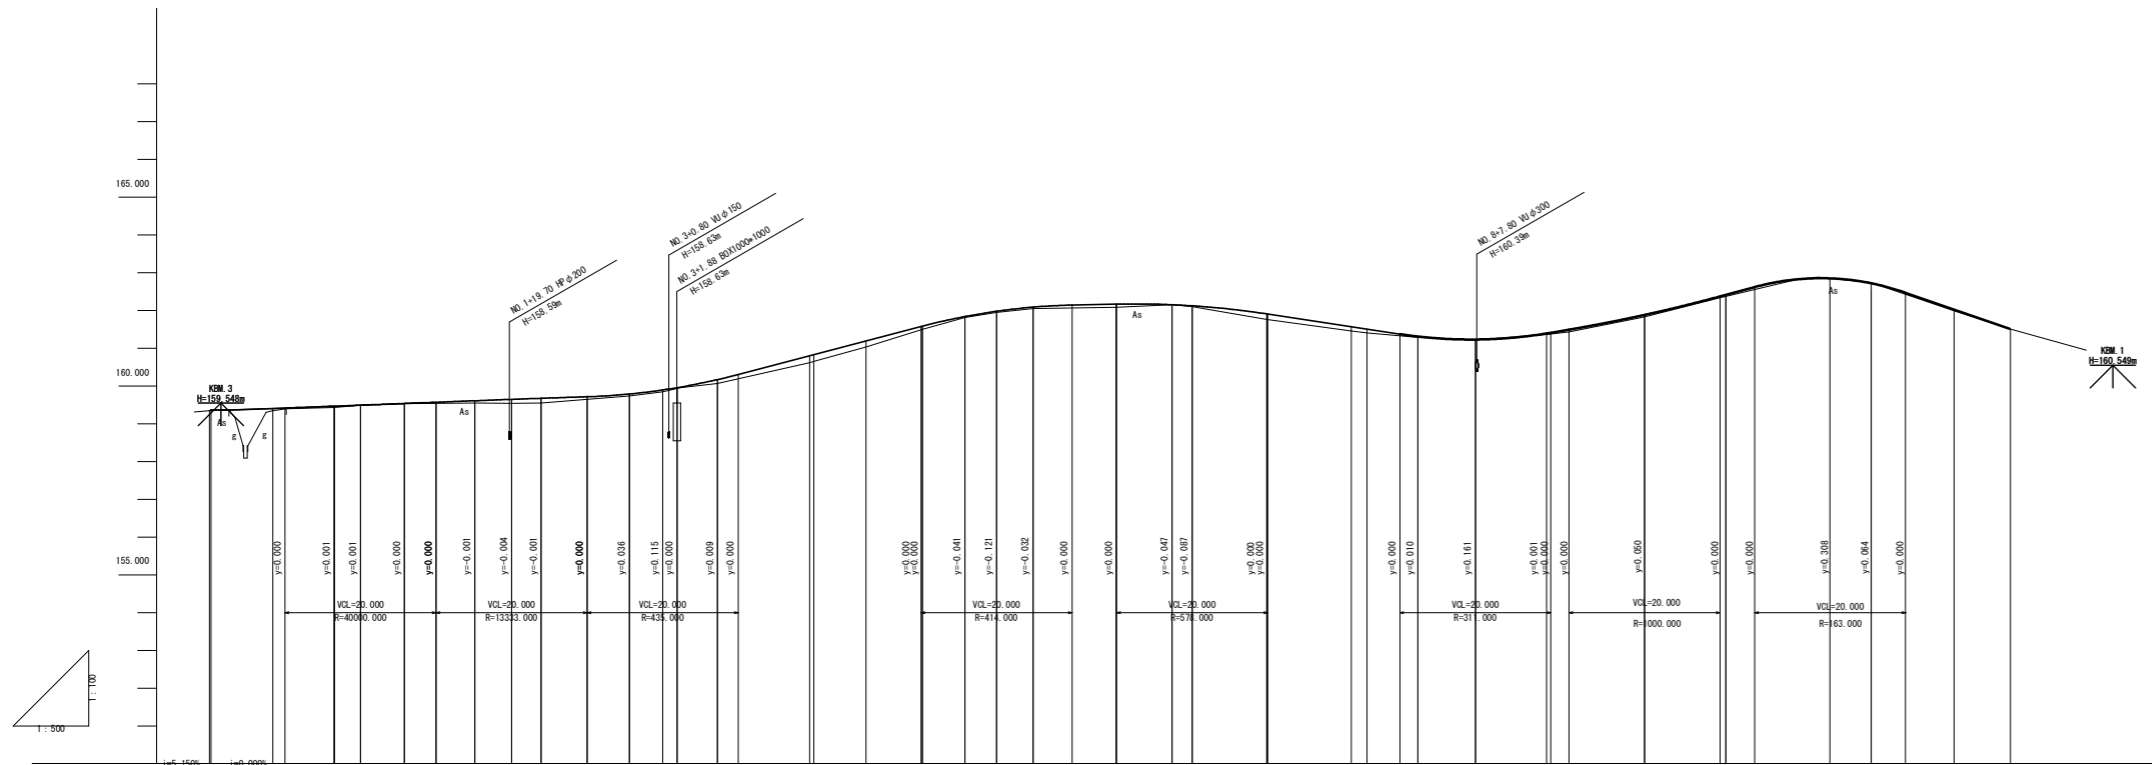 165.000
160.000
155.000
KBM.3
H=159.548m
As
g
g
NO.1+19.70 HPφ200
H=158.59m
NO.3+0.80 VUφ150
H=158.63m
NO.3+1.88 BOX1000*1000
H=158.63m
NO.8+7.80 VUφ300
H=160.39m
KBM.1
H=160.549m
As
As
As
y=0.000
y=0.001
y=0.001
y=0.000
y=0.000
y=-0.001
y=-0.004
y=-0.001
y=0.000
y=0.036
y=0.115
y=0.000
y=0.009
y=0.000
y=0.000
y=0.000
y=-0.041
y=-0.121
y=-0.032
y=0.000
y=0.000
y=-0.047
y=-0.087
y=0.000
y=0.000
y=0.000
y=0.010
y=0.161
y=0.001
y=0.000
y=0.000
y=0.050
y=0.000
y=0.000
y=0.308
y=0.064
y=0.000
VCL=20.000
R=40000.000
VCL=20.000
R=13333.000
VCL=20.000
R=435.000
VCL=20.000
R=414.000
VCL=20.000
R=578.000
VCL=20.000
R=311.000
VCL=20.000
R=1000.000
VCL=20.000
R=163.000
1:100
1:500
i=5.150%
i=0.000%